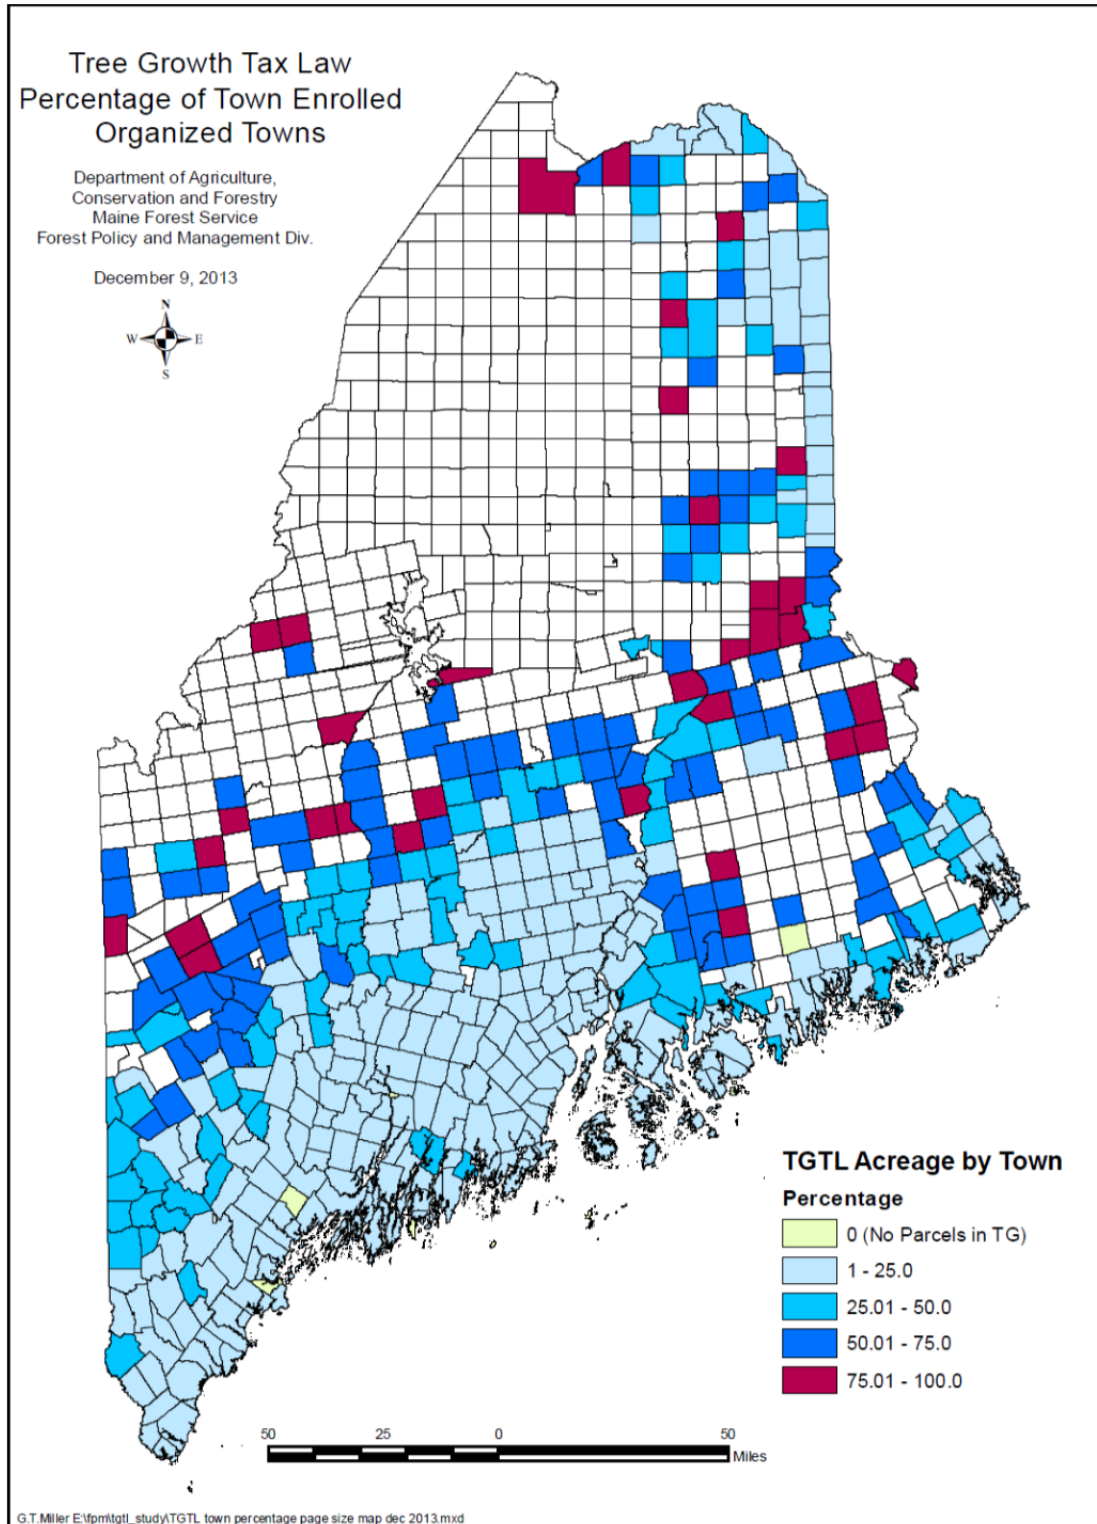 Tree Growth Tax Law
Percentage of Town Enrolled
Organized Towns
Department of Agriculture,
Conservation and Forestry
Maine Forest Service
Forest Policy and Management Div.
December 9, 2013
N
W E
S
TGTL Acreage by Town
Percentage
0 (No Parcels in TG)
1 - 25.0
25.01 - 50.0
50.01 - 75.0
75.01 - 100.0
50 25 0 50
Miles
G.T.Miller E:\fpm\tgtl_study\TGTL town percentage page size map dec 2013.mxd